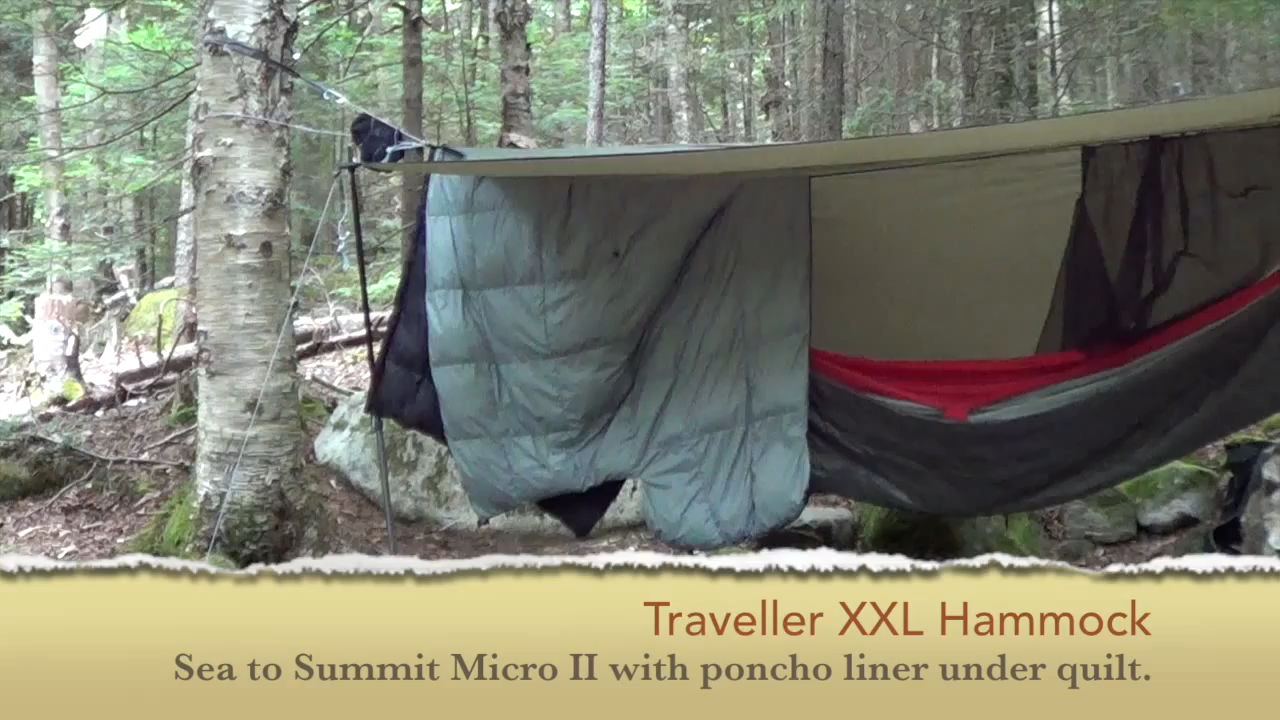 Traveller XXL Hammock
Sea to Summit Micro II with poncho liner under quilt.